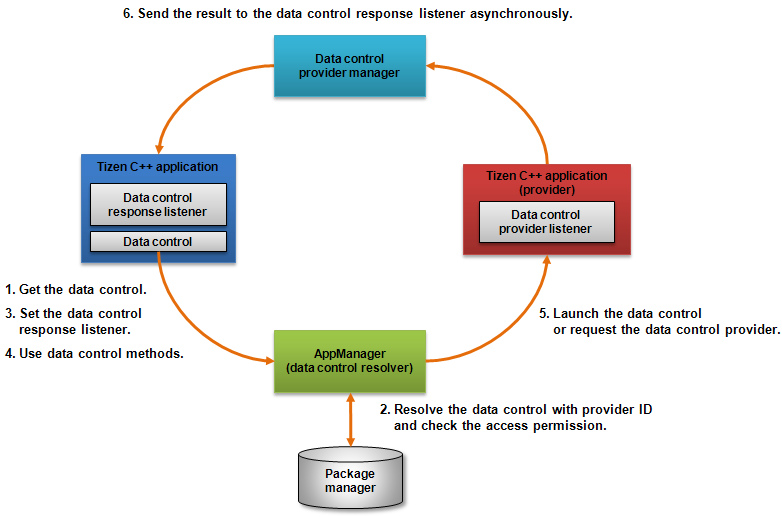 6. Send the result to the data control response listener asynchronously.
Data control
provider manager
Tizen C++ application
Data control
response listener
Data control
Tizen C++ application
(provider)
Data control
provider listener
1. Get the data control.
3. Set the data control
response listener.
4. Use data control methods.
5. Launch the data control
or request the data control provider.
AppManager
(data control resolver)
2. Resolve the data control with provider ID
and check the access permission.
Package
manager